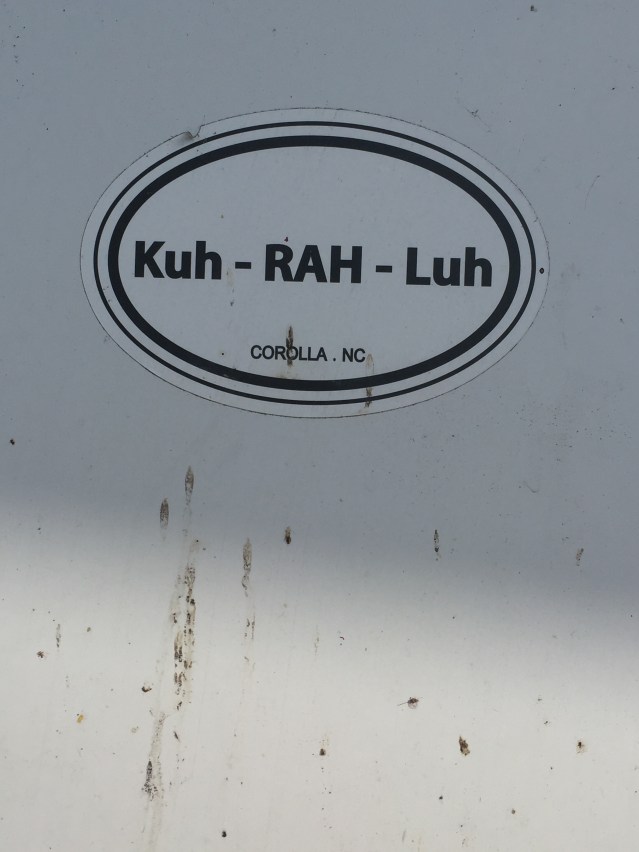 Kuh - RAH - Luh
COROLLA . NC